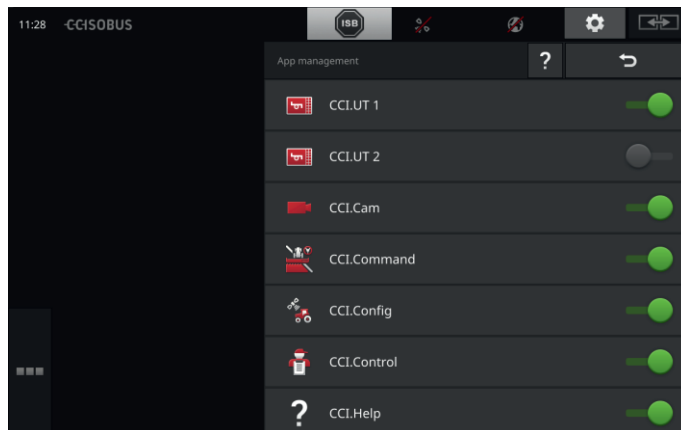 11:28 CCISOBUS ISB
App management ?
CCI.UT 1
CCI.UT 2
CCI.Cam
CCI.Command
CCI.Config
CCI.Control
? CCI.Help